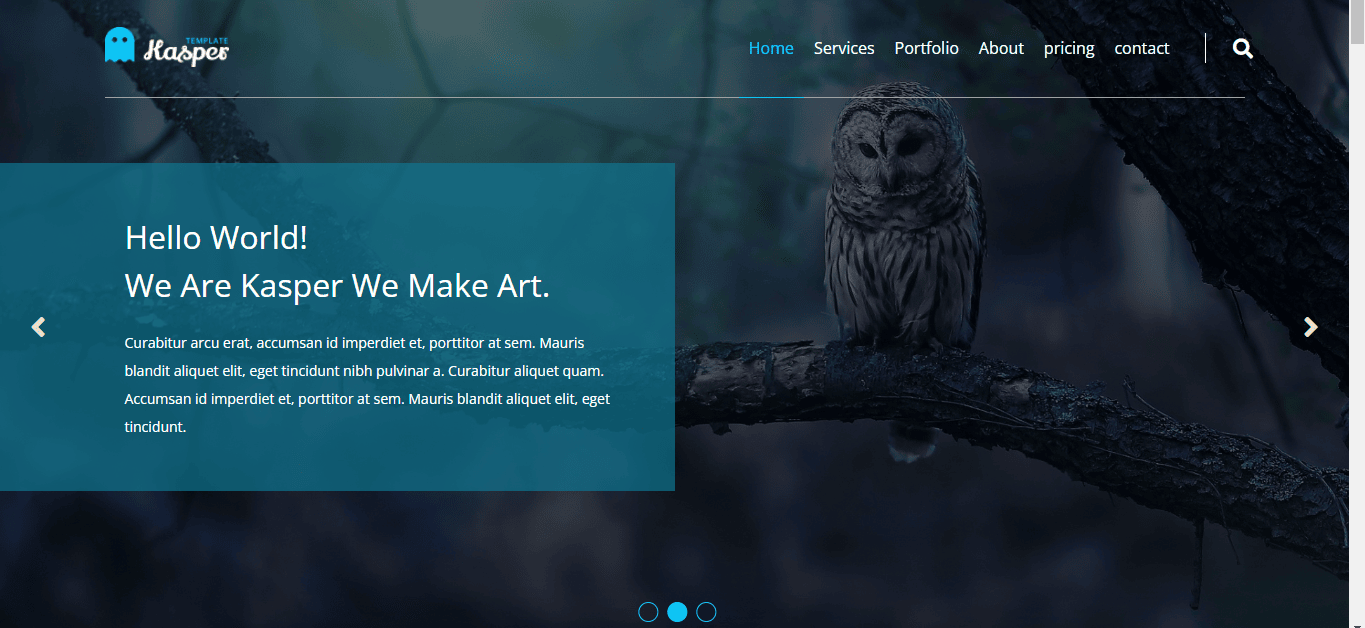 TEMPLATE
Kasper
Home Services Portfolio About pricing contact
Hello World!
We Are Kasper We Make Art.
Curabitur arcu erat, accumsan id imperdiet et, porttitor at sem. Mauris
blandit aliquet elit, eget tincidunt nibh pulvinar a. Curabitur aliquet quam.
Accumsan id imperdiet et, porttitor at sem. Mauris blandit aliquet elit, eget
tincidunt.